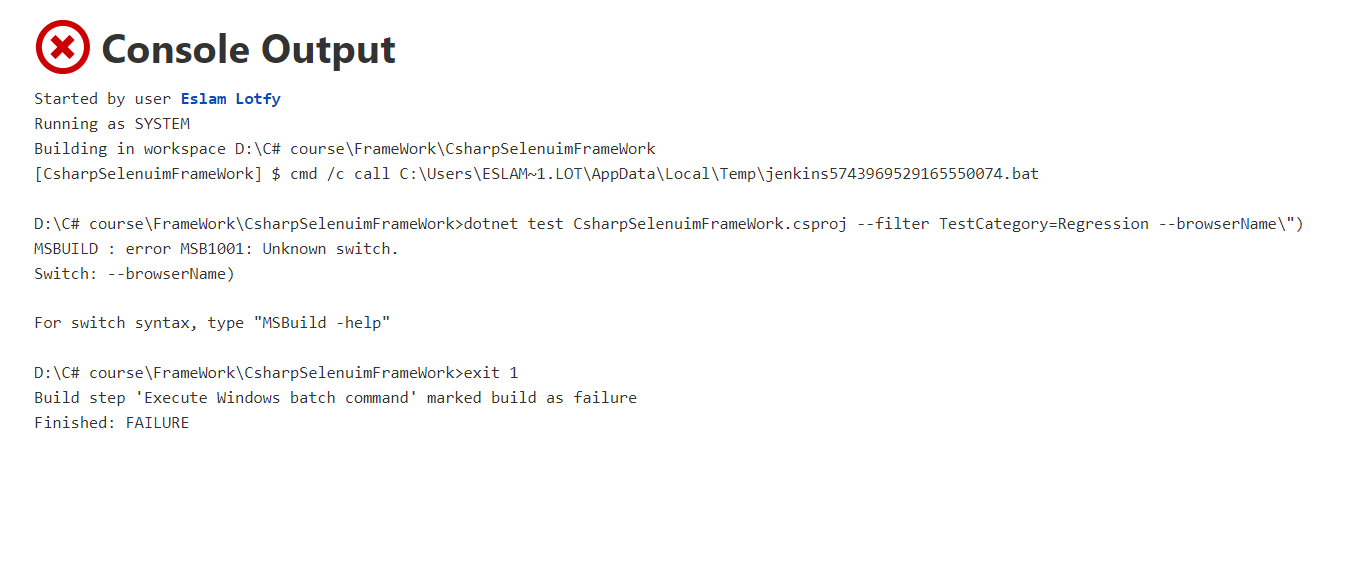 Console Output
Started by user Eslam Lotfy
Running as SYSTEM
Building in workspace D:\C# course\FrameWork\CsharpSelenuimFrameWork
[CsharpSelenuimFrameWork] $ cmd /c call C:\Users\ESLAM~1.LOT\AppData\Local\Temp\jenkins5743969529165550074.bat
D:\C# course\FrameWork\CsharpSelenuimFrameWork>dotnet test CsharpSelenuimFrameWork.csproj --filter TestCategory=Regression --browserName\")
MSBUILD : error MSB1001: Unknown switch.
Switch: --browserName)
For switch syntax, type "MSBuild -help"
D:\C# course\FrameWork\CsharpSelenuimFrameWork>exit 1
Build step 'Execute Windows batch command' marked build as failure
Finished: FAILURE